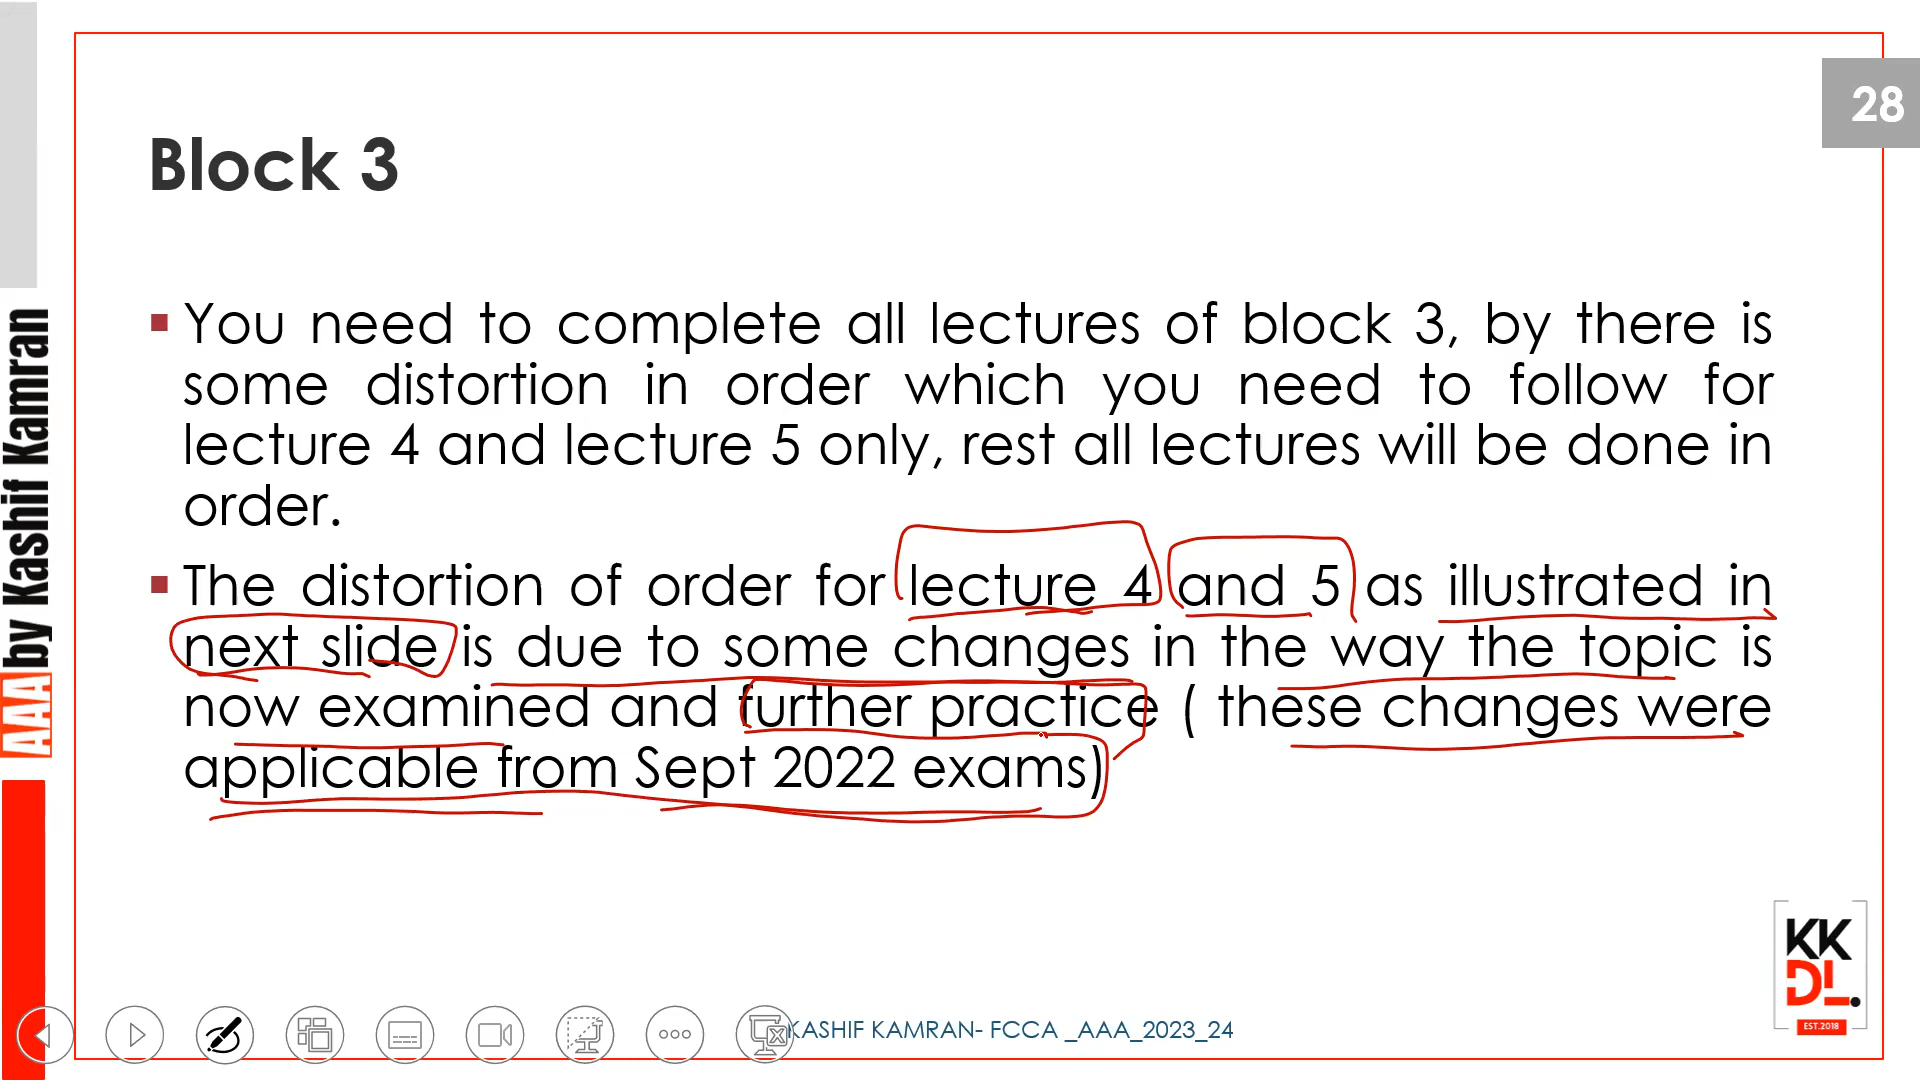 28
Block 3
You need to complete all lectures of block 3, by there is
some distortion in order which you need to follow for
lecture 4 and lecture 5 only, rest all lectures will be done in
order.
The distortion of order for lecture 4 and 5 as illustrated in
next slide is due to some changes in the way the topic is
now examined and further practice ( these changes were
applicable from Sept 2022 exams)
AAA by Kashif Kamran
KASHIF KAMRAN- FCCA _AAA_2023_24
KK
DL.
EST.2018